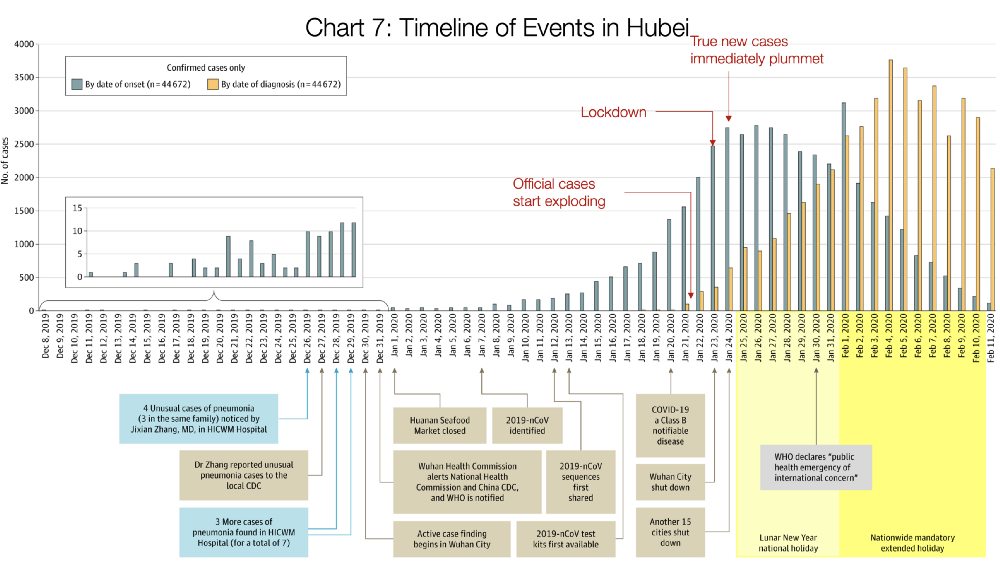 Chart 7: Timeline of Events in Hubei
True new cases
immediately plummet
Lockdown
Official cases
start exploding
Confirmed cases only
By date of onset (n = 44 672)
By date of diagnosis (n = 44 672)
No. of cases
4000
3500
3000
2500
2000
1500
1000
500
0
15
10
5
0
Dec 8, 2019
Dec 9, 2019
Dec 10, 2019
Dec 11, 2019
Dec 12, 2019
Dec 13, 2019
Dec 14, 2019
Dec 15, 2019
Dec 16, 2019
Dec 17, 2019
Dec 18, 2019
Dec 19, 2019
Dec 20, 2019
Dec 21, 2019
Dec 22, 2019
Dec 23, 2019
Dec 24, 2019
Dec 25, 2019
Dec 26, 2019
Dec 27, 2019
Dec 28, 2019
Dec 29, 2019
Dec 30, 2019
Dec 31, 2019
Jan 1, 2020
Jan 2, 2020
Jan 3, 2020
Jan 4, 2020
Jan 5, 2020
Jan 6, 2020
Jan 7, 2020
Jan 8, 2020
Jan 9, 2020
Jan 10, 2020
Jan 11, 2020
Jan 12, 2020
Jan 13, 2020
Jan 14, 2020
Jan 15, 2020
Jan 16, 2020
Jan 17, 2020
Jan 18, 2020
Jan 19, 2020
Jan 20, 2020
Jan 21, 2020
Jan 22, 2020
Jan 23, 2020
Jan 24, 2020
Jan 25, 2020
Jan 26, 2020
Jan 27, 2020
Jan 28, 2020
Jan 29, 2020
Jan 30, 2020
Jan 31, 2020
Feb 1, 2020
Feb 2, 2020
Feb 3, 2020
Feb 4, 2020
Feb 5, 2020
Feb 6, 2020
Feb 7, 2020
Feb 8, 2020
Feb 9, 2020
Feb 10, 2020
Feb 11, 2020
4 Unusual cases of pneumonia
(3 in the same family) noticed by
Jixian Zhang, MD, in HICWM Hospital
Dr Zhang reported unusual
pneumonia cases to the
local CDC
3 More cases of
pneumonia found in HICWM
Hospital (for a total of 7)
Huanan Seafood
Market closed
2019-nCoV
identified
Wuhan Health Commission
alerts National Health
Commission and China CDC,
and WHO is notified
2019-nCoV
sequences
first
shared
Active case finding
begins in Wuhan City
2019-nCoV test
kits first available
COVID-19
a Class B
notifiable
disease
Wuhan City
shut down
Another 15
cities shut
down
WHO declares "public
health emergency of
international concern"
Lunar New Year
national holiday
Nationwide mandatory
extended holiday